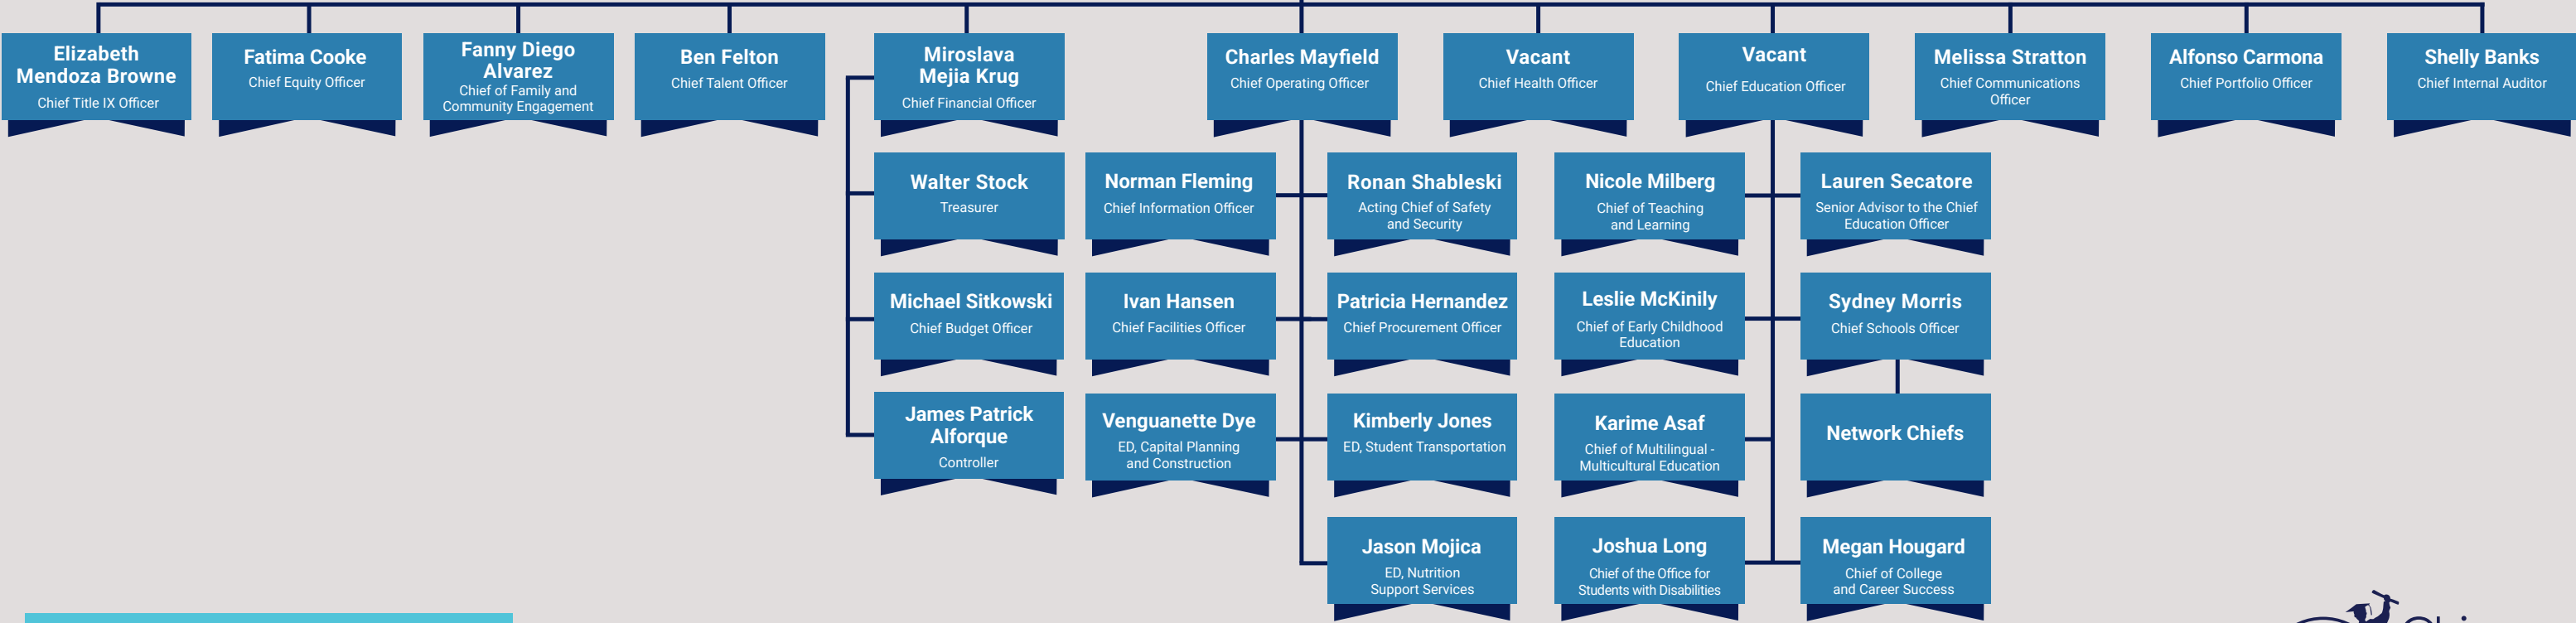 Elizabeth
Mendoza Browne
Chief Title IX Officer
Fatima Cooke
Chief Equity Officer
Fanny Diego
Alvarez
Chief of Family and
Community Engagement
Ben Felton
Chief Talent Officer
Miroslava
Mejia Krug
Chief Financial Officer
Charles Mayfield
Chief Operating Officer
Vacant
Chief Health Officer
Vacant
Chief Education Officer
Melissa Stratton
Chief Communications
Officer
Alfonso Carmona
Chief Portfolio Officer
Shelly Banks
Chief Internal Auditor
Walter Stock
Treasurer
Norman Fleming
Chief Information Officer
Ronan Shableski
Acting Chief of Safety
and Security
Nicole Milberg
Chief of Teaching
and Learning
Lauren Secatore
Senior Advisor to the Chief
Education Officer
Michael Sitkowski
Chief Budget Officer
Ivan Hansen
Chief Facilities Officer
Patricia Hernandez
Chief Procurement Officer
Leslie McKinily
Chief of Early Childhood
Education
Sydney Morris
Chief Schools Officer
James Patrick
Alforque
Controller
Venguanette Dye
ED, Capital Planning
and Construction
Kimberly Jones
ED, Student Transportation
Karime Asaf
Chief of Multilingual -
Multicultural Education
Network Chiefs
Jason Mojica
ED, Nutrition
Support Services
Joshua Long
Chief of the Office for
Students with Disabilities
Megan Hougard
Chief of College
and Career Success